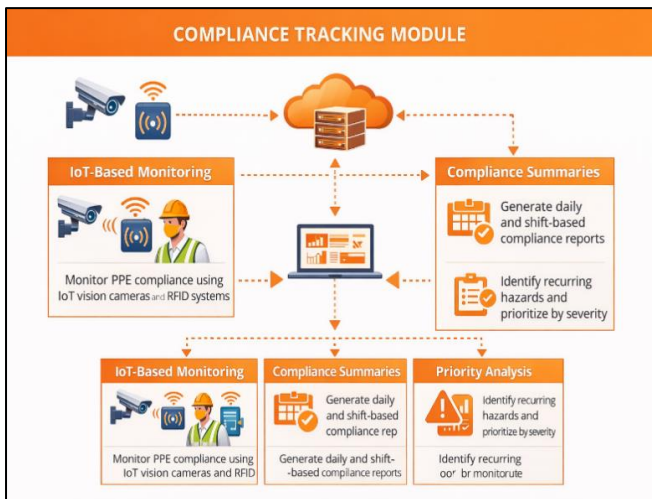 COMPLIANCE TRACKING MODULE
IoT-Based Monitoring
Monitor PPE compliance using
IoT vision cameras and RFID systems
Compliance Summaries
Generate daily
and shift-based
compliance reports
Identify recurring
hazards and
prioritize by severity
IoT-Based Monitoring
Monitor PPE compliance using
IoT vision cameras and RFID
Compliance Summaries
Generate daily
and shift-based
compliance rep
Generate daily and shift-
-based compliance reports
Priority Analysis
Identify recurring
hazards and
prioritize by severity
Identify recurring
oor br monitorute